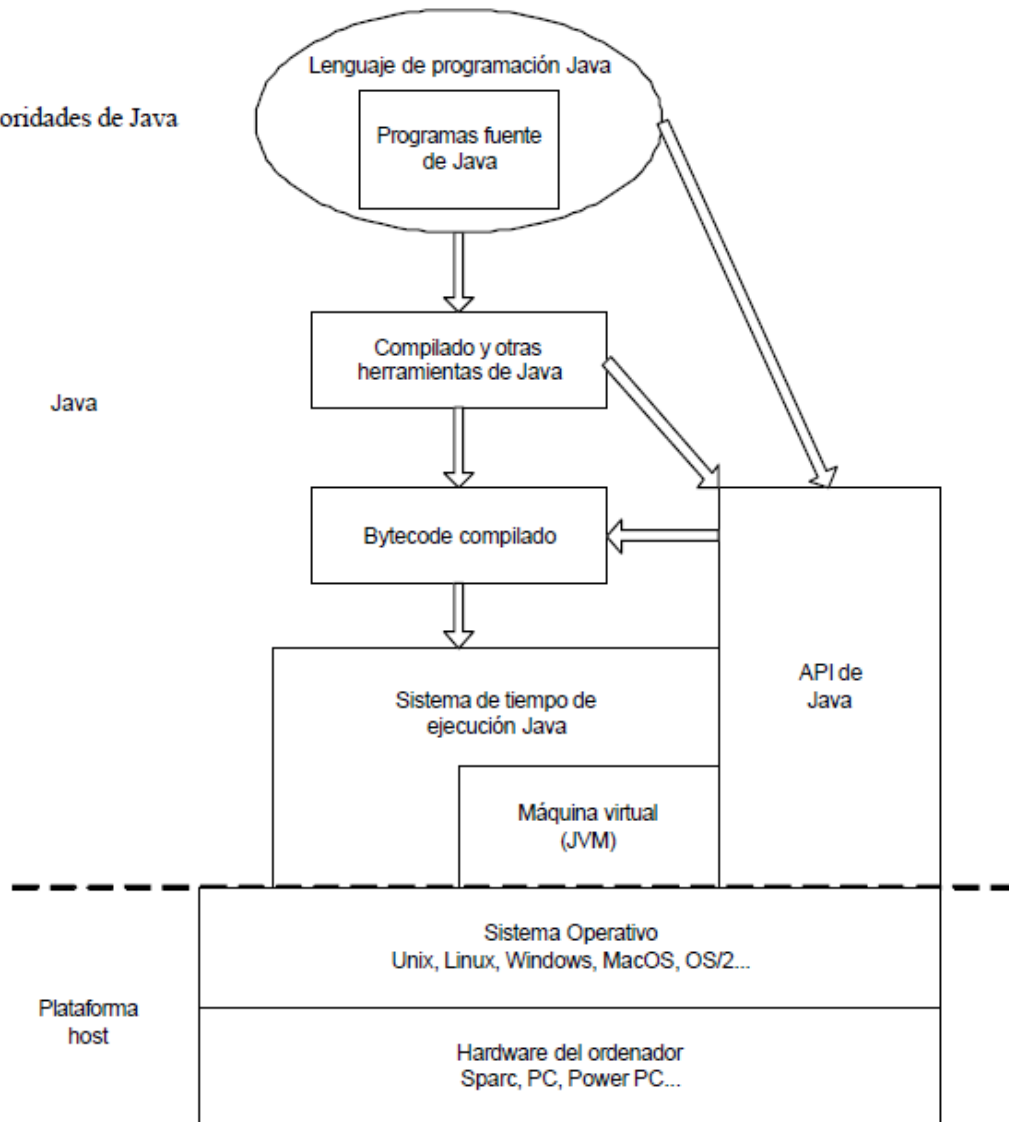 Lenguaje de programación Java
oridades de Java
Programas fuente
de Java
Compilado y otras
herramientas de Java
Java
Bytecode compilado
API de
Java
Sistema de tiempo de
ejecución Java
Máquina virtual
(JVM)
Sistema Operativo
Unix, Linux, Windows, MacOS, OS/2...
Plataforma
host
Hardware del ordenador
Sparc, PC, Power PC...